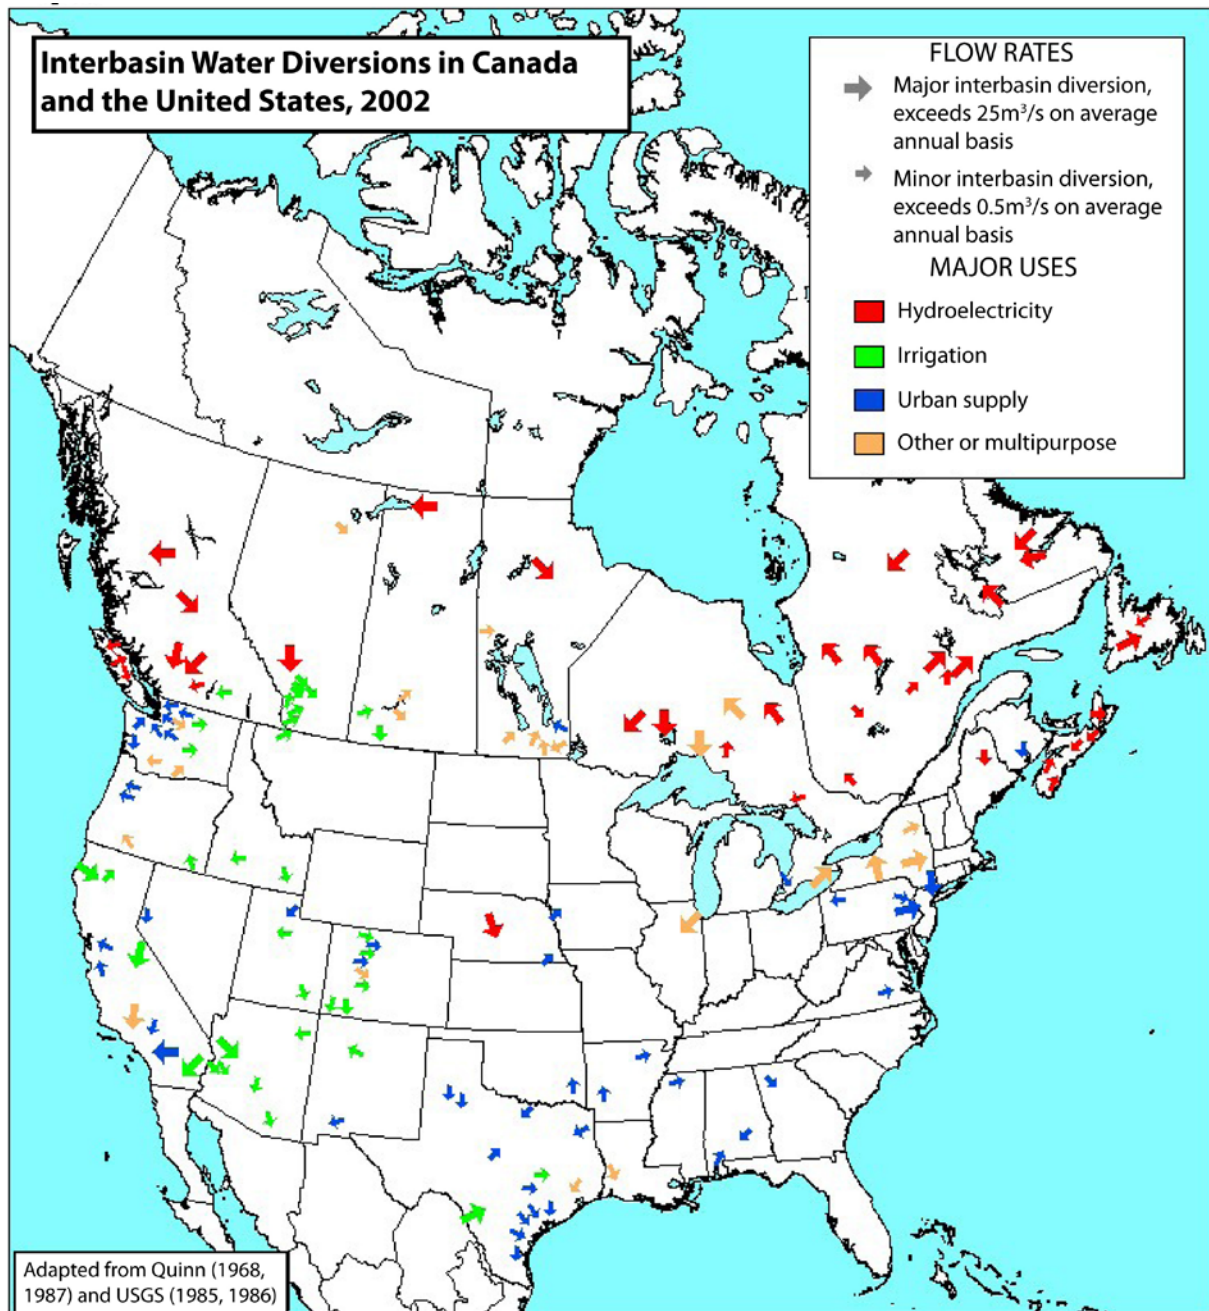 Interbasin Water Diversions in Canada
and the United States, 2002
FLOW RATES
Major interbasin diversion,
exceeds 25m³/s on average
annual basis
Minor interbasin diversion,
exceeds 0.5m³/s on average
annual basis
MAJOR USES
Hydroelectricity
Irrigation
Urban supply
Other or multipurpose
Adapted from Quinn (1968,
1987) and USGS (1985, 1986)